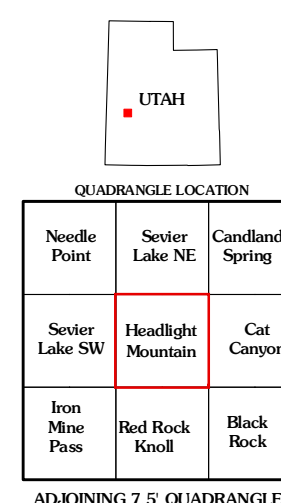 UTAH
QUADRANGLE LOCATION
Needle
Point
Sevier
Lake NE
Candland
Spring
Sevier
Lake SW
Headlight
Mountain
Cat
Canyon
Iron
Mine
Pass
Red Rock
Knoll
Black
Rock
ADJOINING 7.5' QUADRANGLE